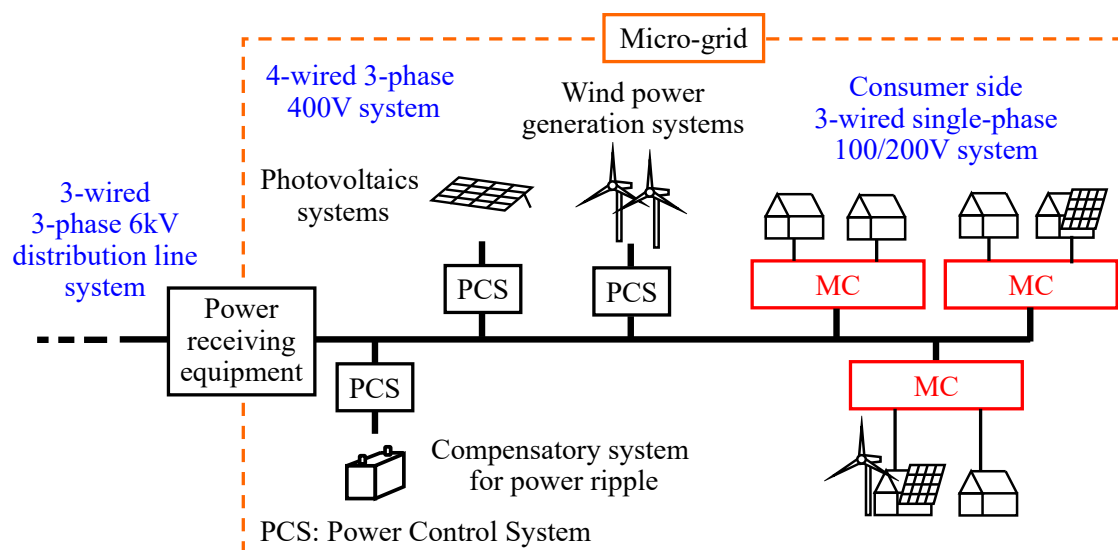 Micro-grid
4-wired 3-phase
400V system
Wind power
generation systems
Consumer side
3-wired single-phase
100/200V system
Photovoltaics
systems
3-wired
3-phase 6kV
distribution line
system
PCS
PCS
MC
MC
Power
receiving
equipment
PCS
MC
Compensatory system
for power ripple
PCS: Power Control System